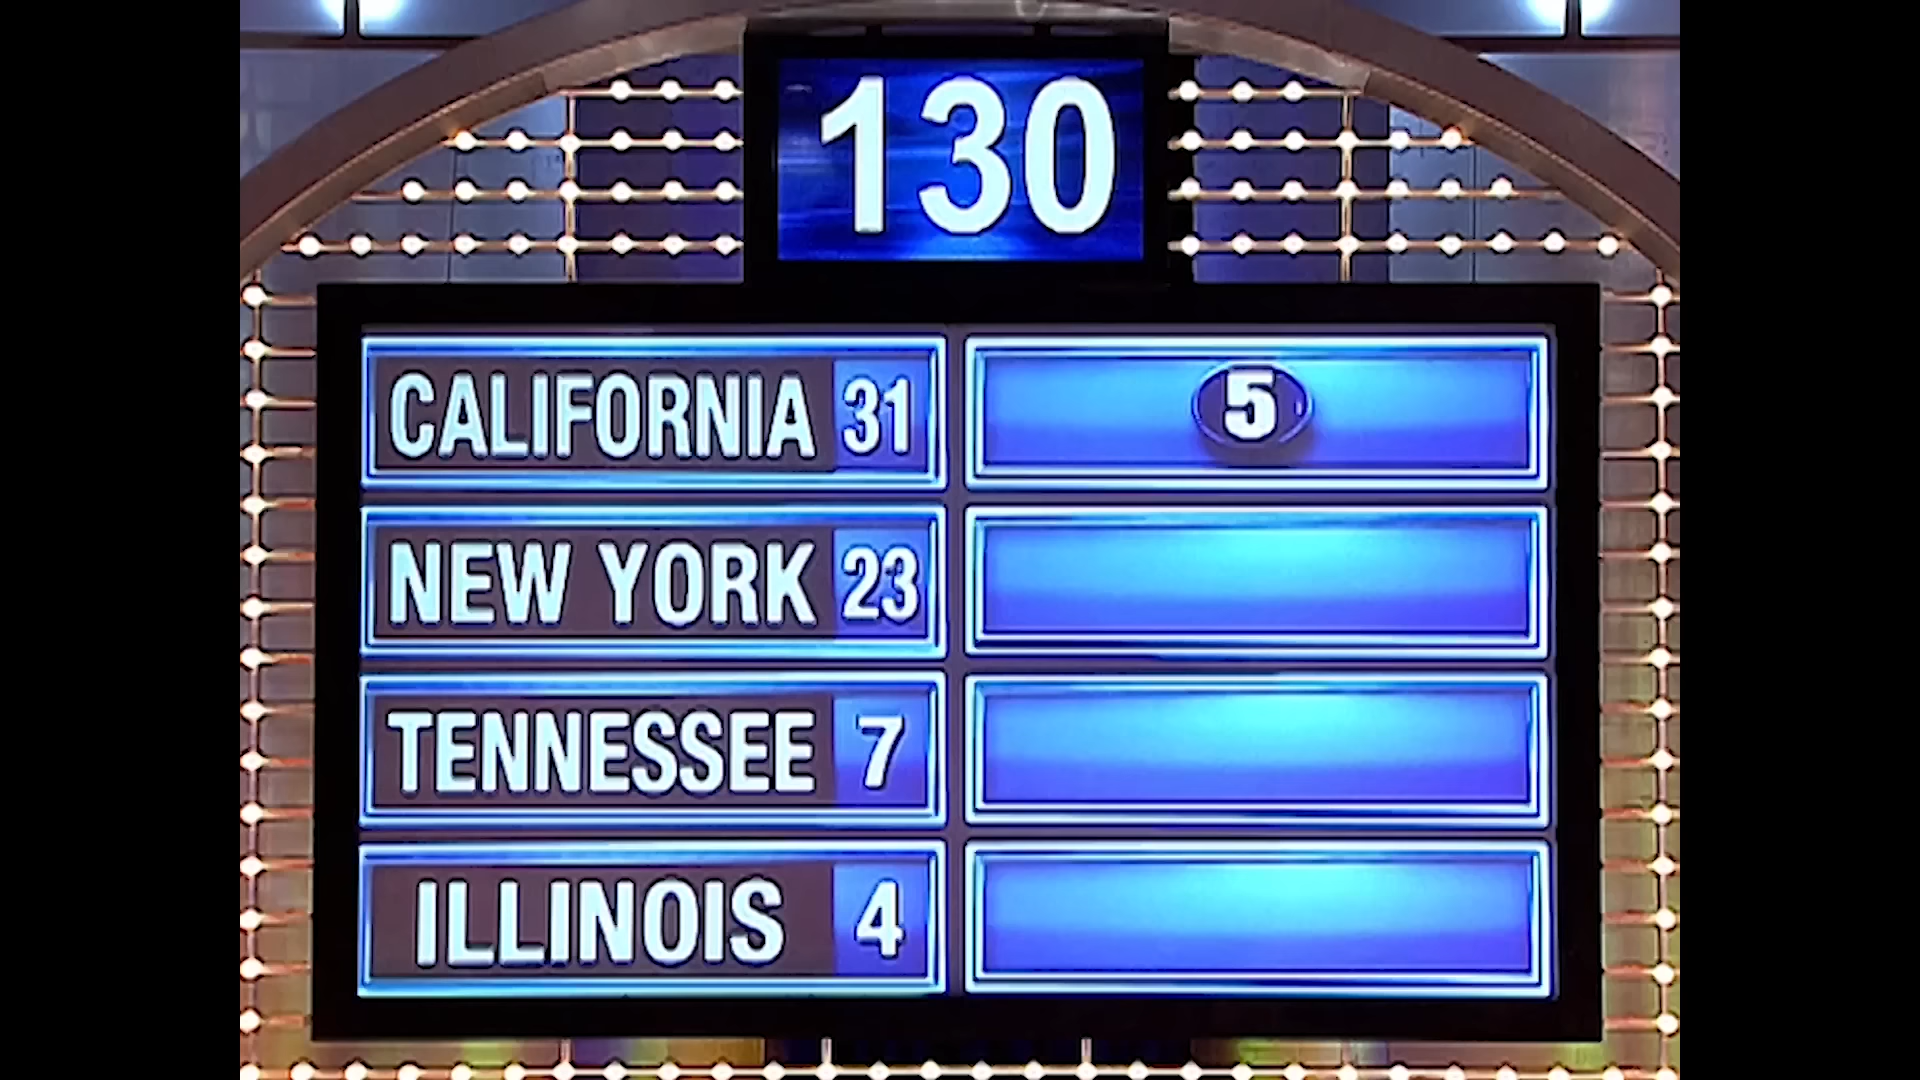 130
CALIFORNIA 31
5
NEW YORK 23
TENNESSEE 7
ILLINOIS 4